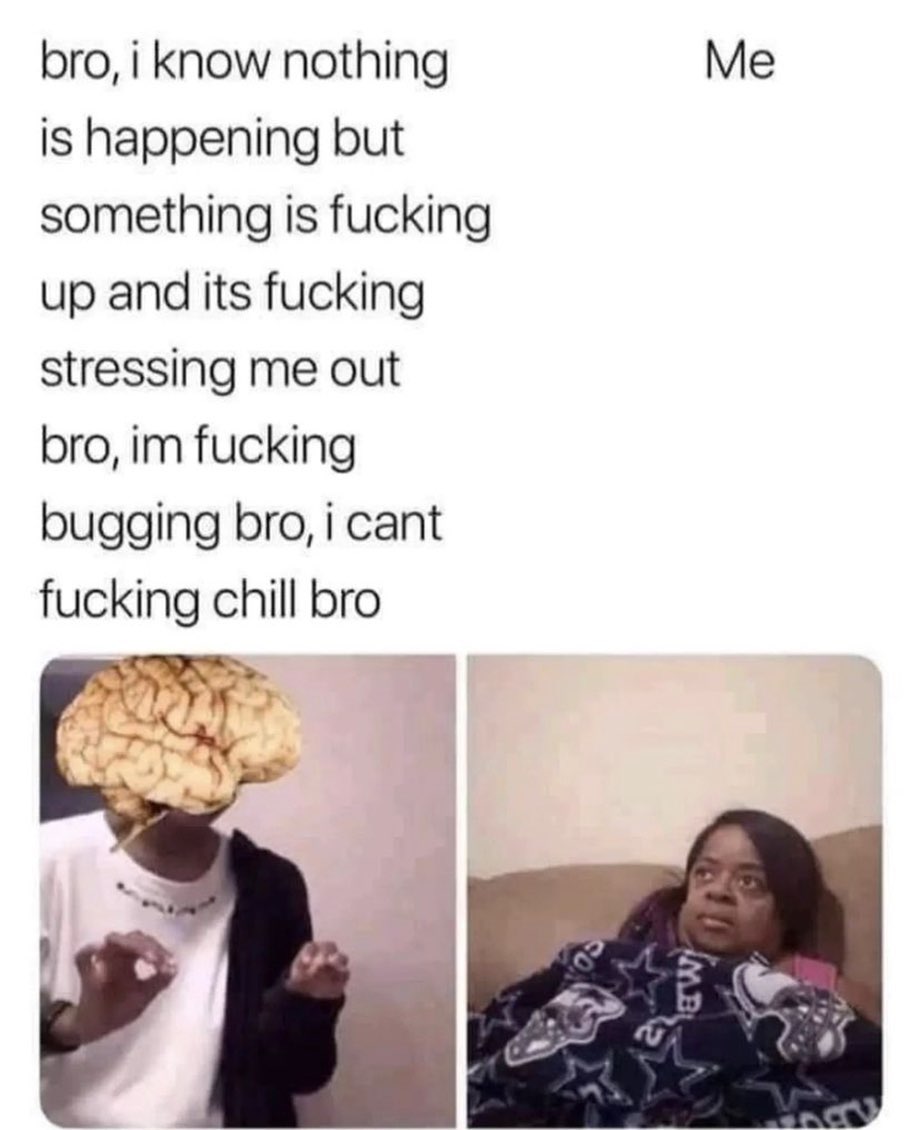 bro, i know nothing
Me
is happening but
something is fucking
up and its fucking
stressing me out
bro, im fucking
bugging bro, i cant
fucking chill bro